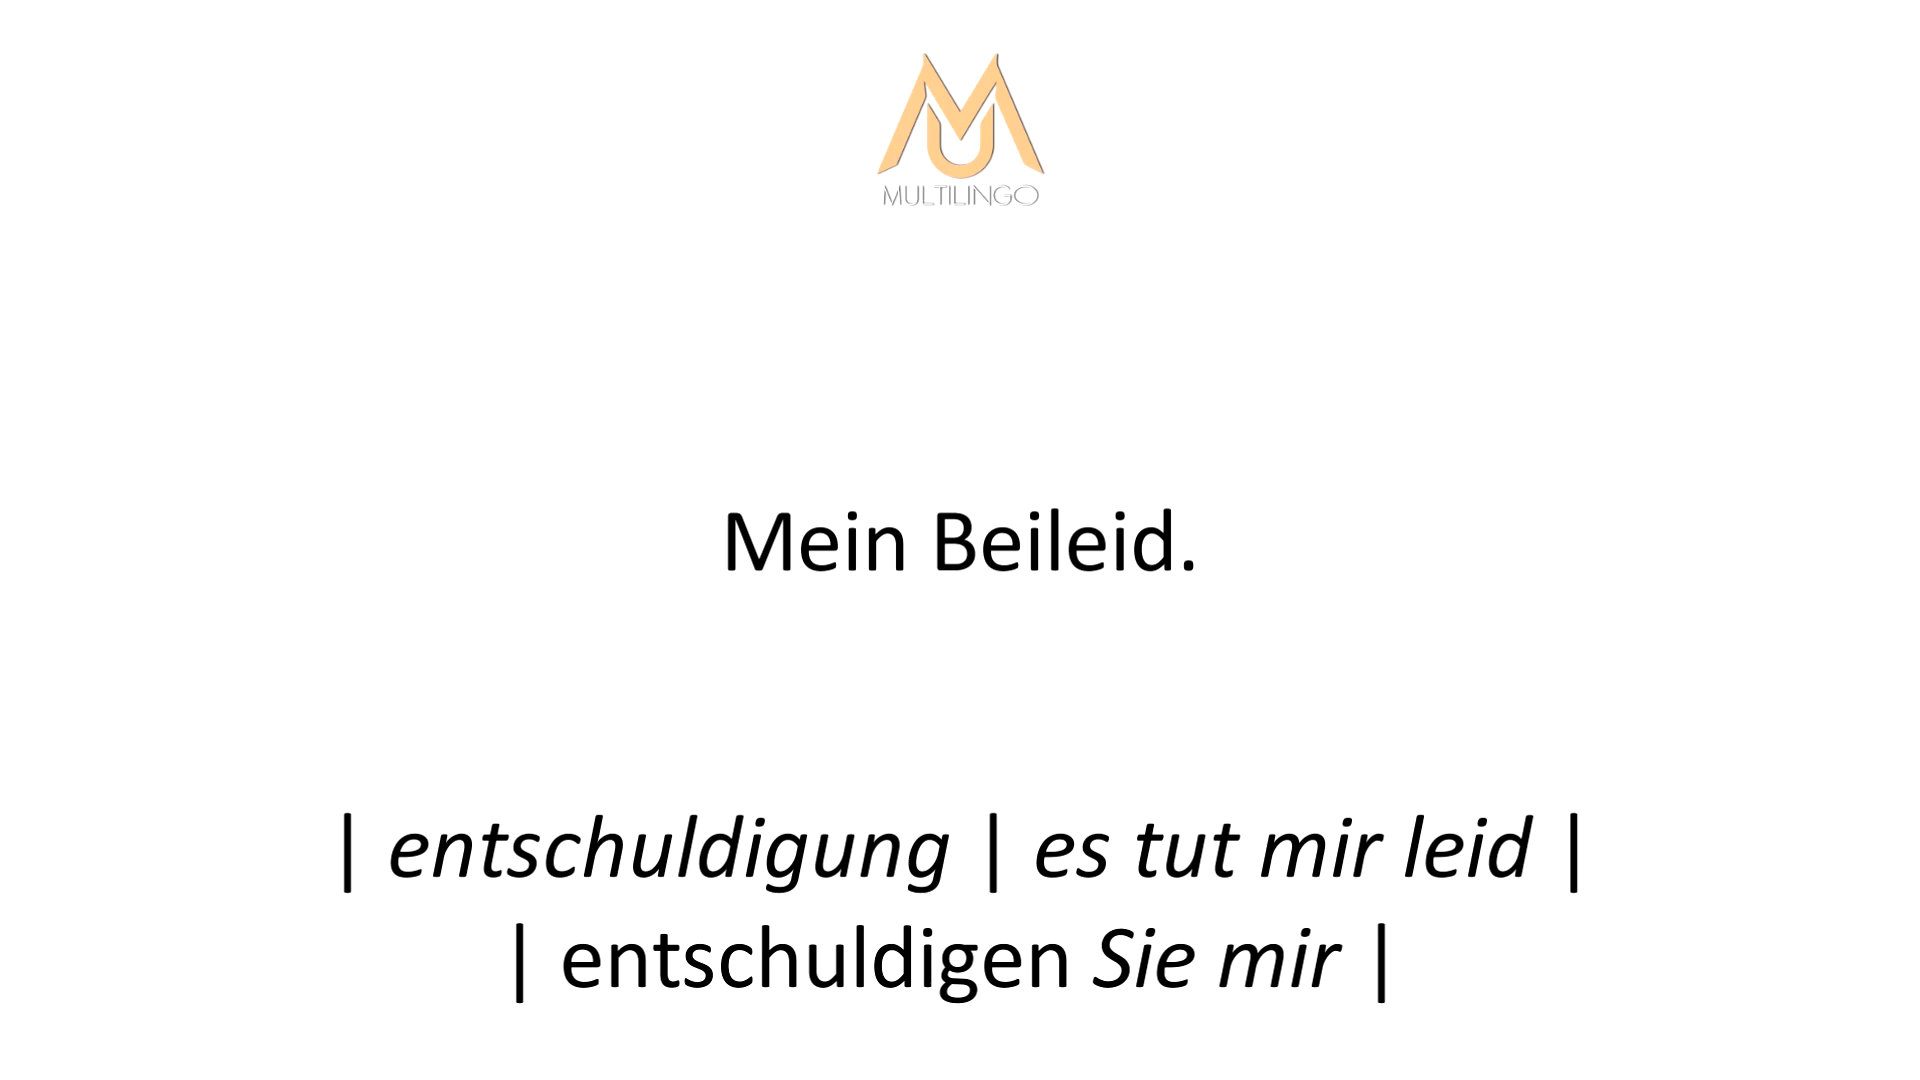 MULTILINGO
Mein Beileid.
| entschuldigung | es tut mir leid |
| entschuldigen Sie mir |